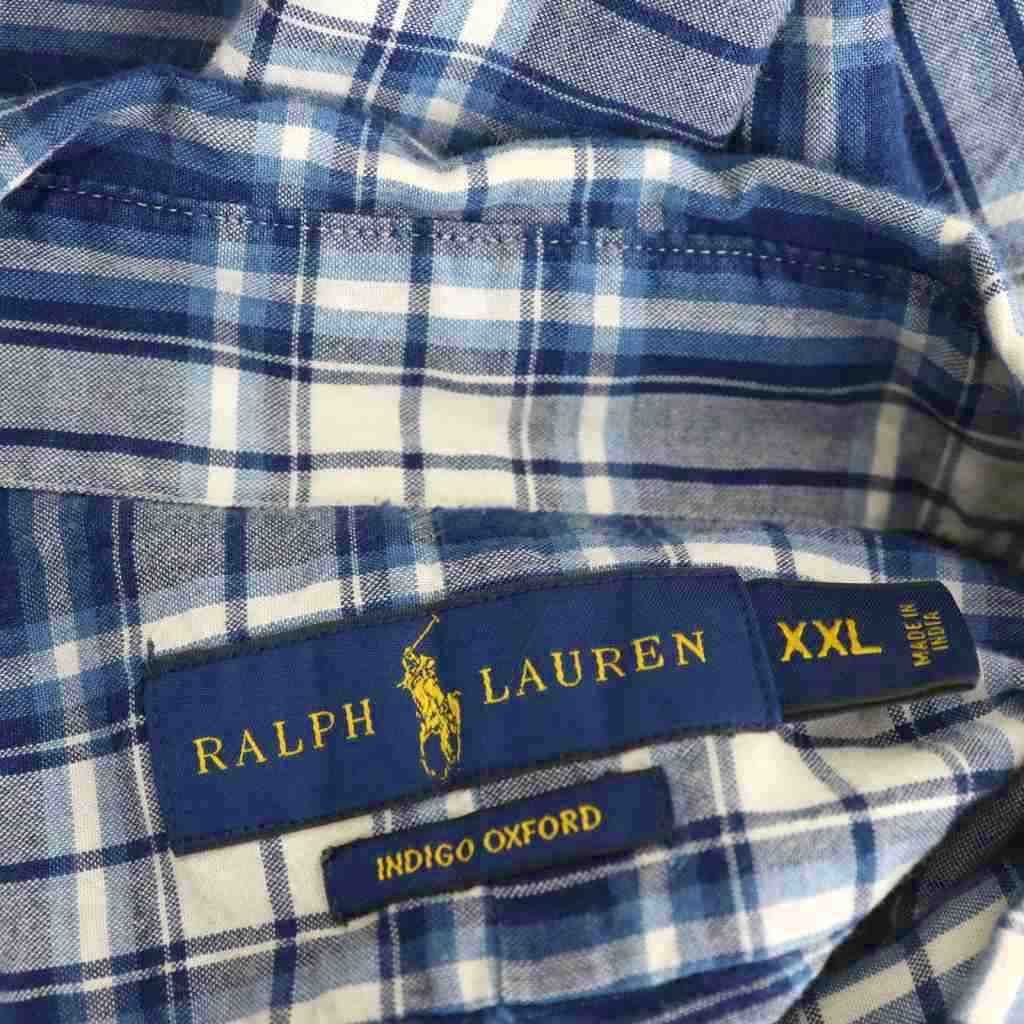 RALPH LAUREN
XXL
MADE IN
INDIA
INDIGO OXFORD